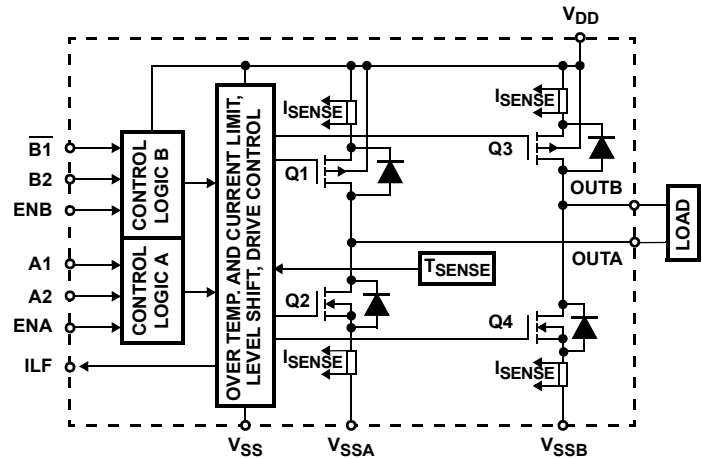 VDD
ISENSE
ISENSE
B1
B2
ENB
CONTROL
LOGIC B
Q1
Q3
OUTB
LOAD
OUTA
A1
A2
ENA
CONTROL
LOGIC A
OVER TEMP. AND CURRENT LIMIT,
LEVEL SHIFT, DRIVE CONTROL
TSENSE
Q2
Q4
ILF
ISENSE
ISENSE
VSS
VSSA
VSSB